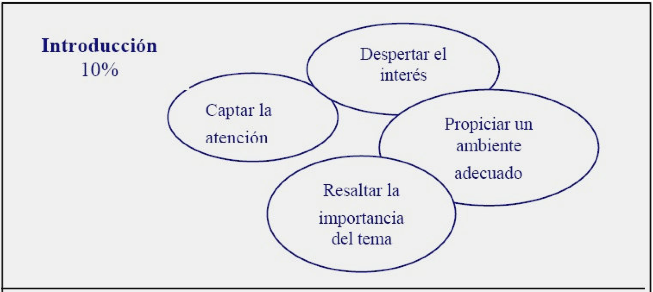 Introducción
10%
Despertar el
interés
Captar la
atención
Propiciar un
ambiente
adecuado
Resaltar la
importancia
del tema